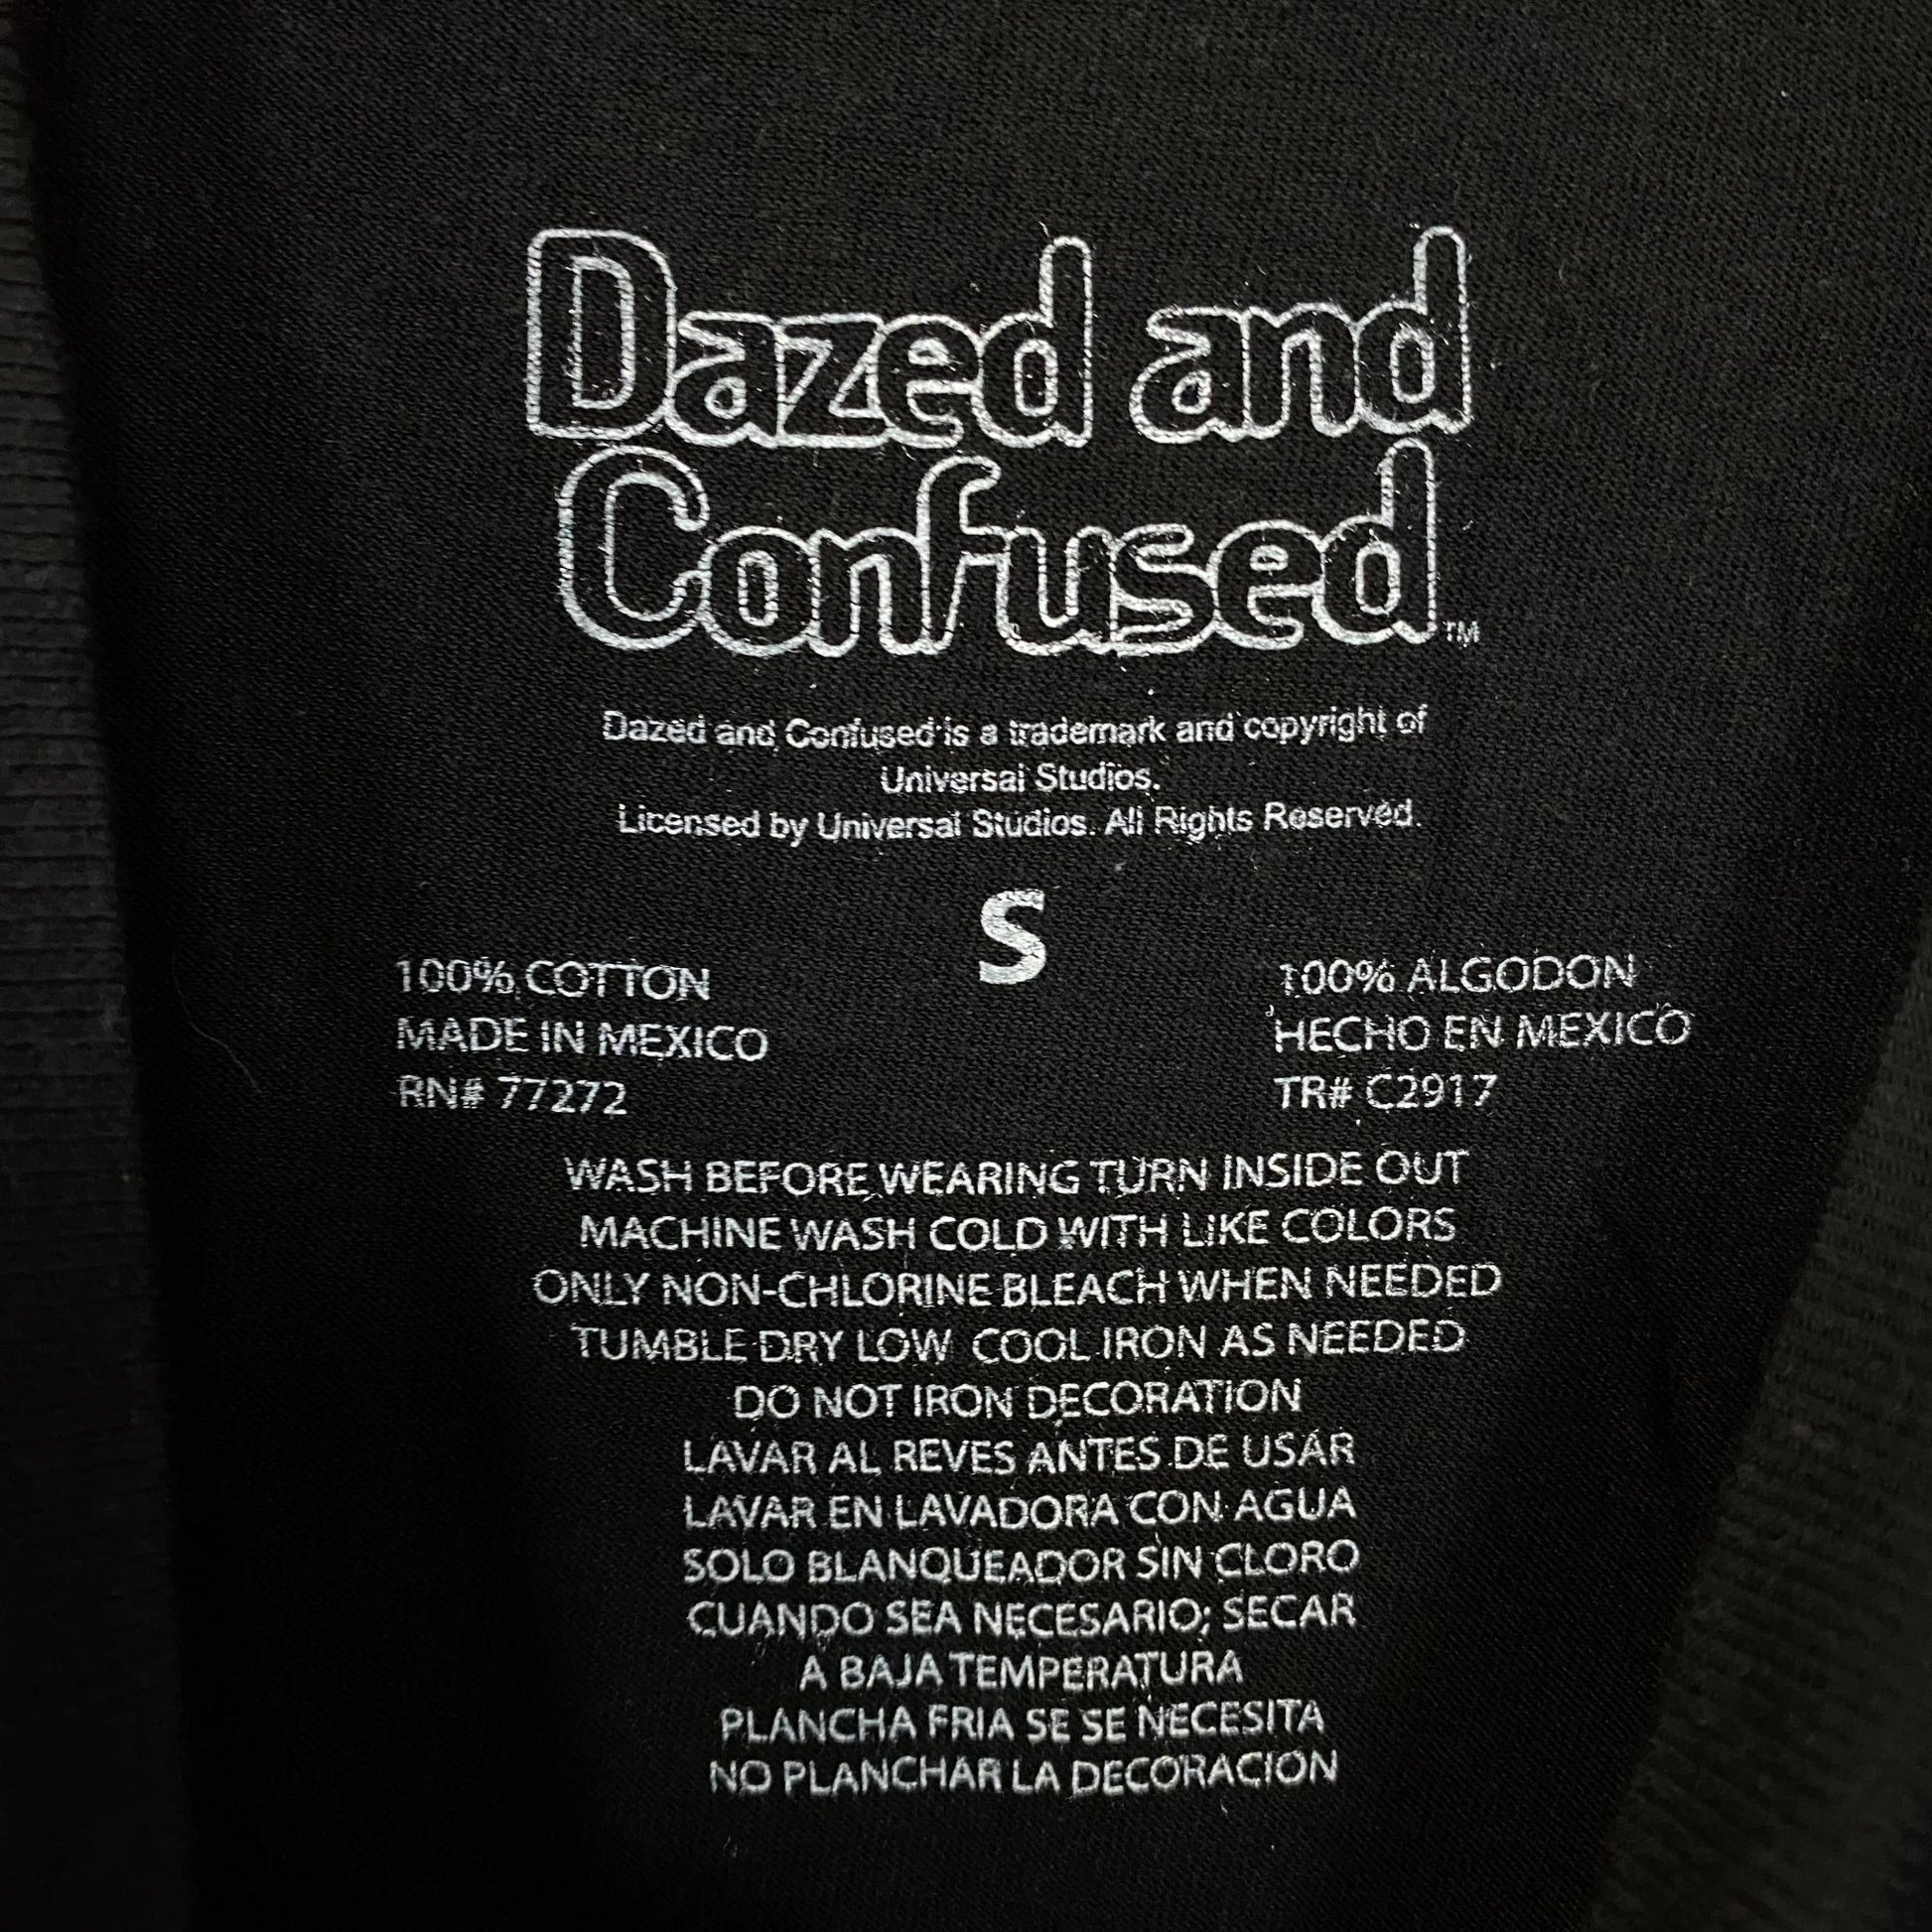 Dazed and
Confused™
Dazed and Confused is a trademark and copyright of
Universal Studios.
Licensed by Universal Studios. All Rights Reserved.
S
100% COTTON
MADE IN MEXICO
RN# 77272
100% ALGODON
HECHO EN MEXICO
TR# C2917
WASH BEFORE WEARING TURN INSIDE OUT
MACHINE WASH COLD WITH LIKE COLORS
ONLY NON-CHLORINE BLEACH WHEN NEEDED
TUMBLE DRY LOW COOL IRON AS NEEDED
DO NOT IRON DECORATION
LAVAR AL REVES ANTES DE USAR
LAVAR EN LAVADORA CON AGUA
SOLO BLANQUEADOR SIN CLORO
CUANDO SEA NECESARIO; SECAR
A BAJA TEMPERATURA
PLANCHA FRIA SE SE NECESITA
NO PLANCHAR LA DECORACION